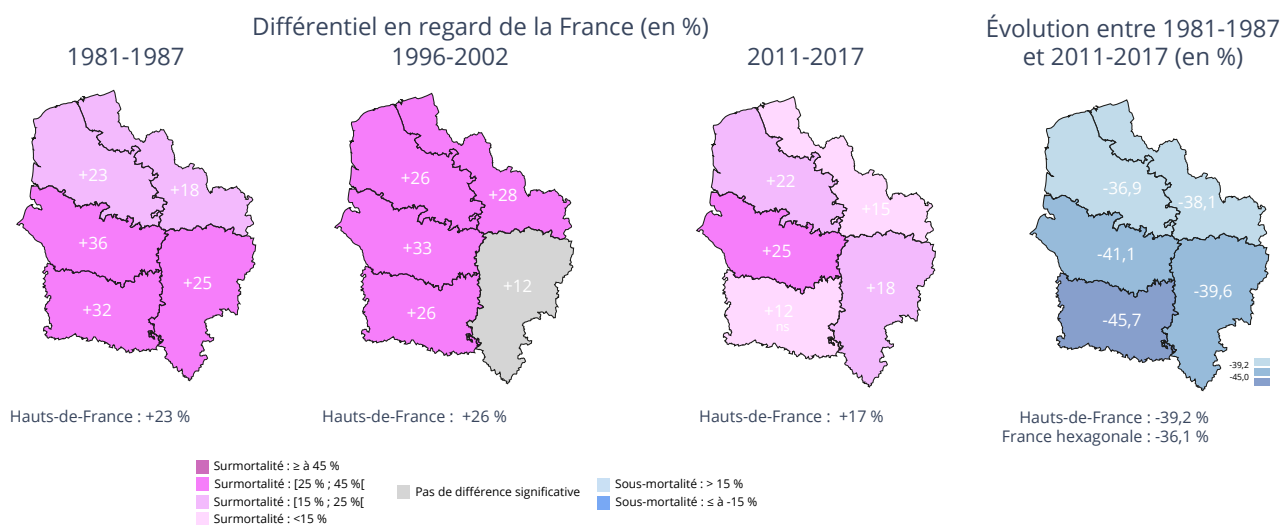 Différentiel en regard de la France (en %)
1981-1987
1996-2002
2011-2017
Évolution entre 1981-1987
et 2011-2017 (en %)
+23
+18
+36
+25
+32
+26
+28
+33
+12
+26
+22
+15
+25
+18
+12
ns
-36,9
-38,1
-41,1
-39,6
-45,7
-39,2
-45,0
Hauts-de-France : +23 %
Hauts-de-France : +26 %
Hauts-de-France : +17 %
Hauts-de-France : -39,2 %
France hexagonale : -36,1 %
Surmortalité : ≥ à 45 %
Surmortalité : [25 % ; 45 %[
Surmortalité : [15 % ; 25 %[
Surmortalité : <15 %
Pas de différence significative
Sous-mortalité : > 15 %
Sous-mortalité : ≤ à -15 %